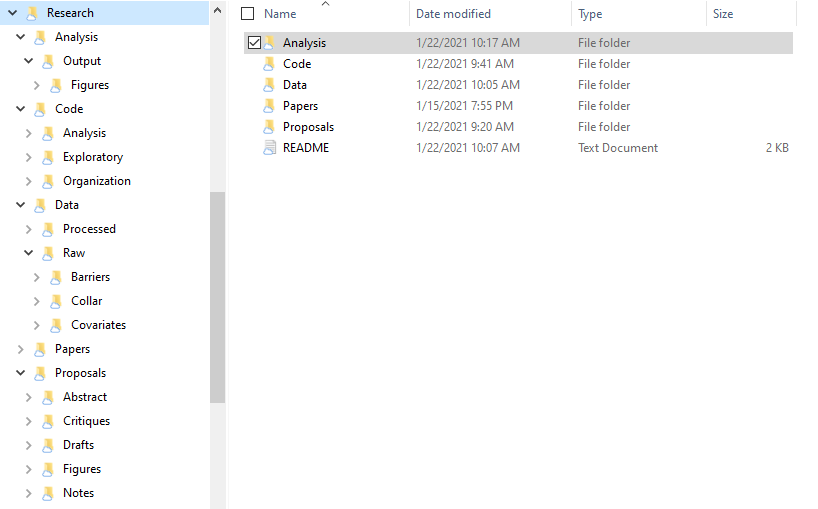 Research
Analysis
Output
Figures
Code
Analysis
Exploratory
Organization
Data
Processed
Raw
Barriers
Collar
Covariates
Papers
Proposals
Abstract
Critiques
Drafts
Figures
Notes
Name Date modified Type Size
Analysis 1/22/2021 10:17 AM File folder
Code 1/22/2021 9:41 AM File folder
Data 1/22/2021 10:05 AM File folder
Papers 1/15/2021 7:55 PM File folder
Proposals 1/22/2021 9:20 AM File folder
README 1/22/2021 10:07 AM Text Document 2 KB